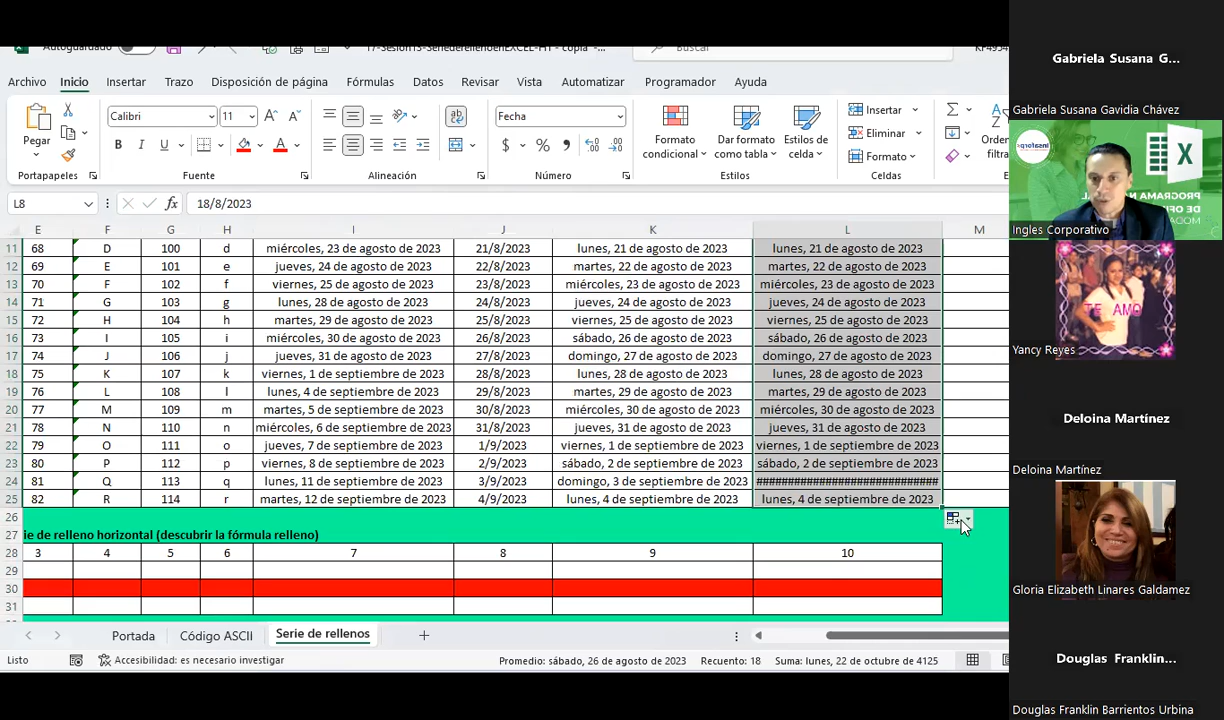 Autoguardado
17-Sesion13-SeriederellenoenEXCEL-HT - copia -...
Buscar
Archivo Inicio Insertar Trazo Disposición de página Fórmulas Datos Revisar Vista Automatizar Programador Ayuda
Pegar
Calibri 11
N K S
Fecha
$ % 000
Formato condicional
Dar formato como tabla
Estilos de celda
Insertar
Eliminar
Formato
Portapapeles Fuente Alineación Número Estilos Celdas
L8 fx 18/8/2023
E F G H I J K L M
11 68 D 100 d miércoles, 23 de agosto de 2023 21/8/2023 lunes, 21 de agosto de 2023 lunes, 21 de agosto de 2023
12 69 E 101 e jueves, 24 de agosto de 2023 22/8/2023 martes, 22 de agosto de 2023 martes, 22 de agosto de 2023
13 70 F 102 f viernes, 25 de agosto de 2023 23/8/2023 miércoles, 23 de agosto de 2023 miércoles, 23 de agosto de 2023
14 71 G 103 g lunes, 28 de agosto de 2023 24/8/2023 jueves, 24 de agosto de 2023 jueves, 24 de agosto de 2023
15 72 H 104 h martes, 29 de agosto de 2023 25/8/2023 viernes, 25 de agosto de 2023 viernes, 25 de agosto de 2023
16 73 I 105 i miércoles, 30 de agosto de 2023 26/8/2023 sábado, 26 de agosto de 2023 sábado, 26 de agosto de 2023
17 74 J 106 j jueves, 31 de agosto de 2023 27/8/2023 domingo, 27 de agosto de 2023 domingo, 27 de agosto de 2023
18 75 K 107 k viernes, 1 de septiembre de 2023 28/8/2023 lunes, 28 de agosto de 2023 lunes, 28 de agosto de 2023
19 76 L 108 l lunes, 4 de septiembre de 2023 29/8/2023 martes, 29 de agosto de 2023 martes, 29 de agosto de 2023
20 77 M 109 m martes, 5 de septiembre de 2023 30/8/2023 miércoles, 30 de agosto de 2023 miércoles, 30 de agosto de 2023
21 78 N 110 n miércoles, 6 de septiembre de 2023 31/8/2023 jueves, 31 de agosto de 2023 jueves, 31 de agosto de 2023
22 79 O 111 o jueves, 7 de septiembre de 2023 1/9/2023 viernes, 1 de septiembre de 2023 viernes, 1 de septiembre de 2023
23 80 P 112 p viernes, 8 de septiembre de 2023 2/9/2023 sábado, 2 de septiembre de 2023 sábado, 2 de septiembre de 2023
24 81 Q 113 q lunes, 11 de septiembre de 2023 3/9/2023 domingo, 3 de septiembre de 2023 ##############################
25 82 R 114 r martes, 12 de septiembre de 2023 4/9/2023 lunes, 4 de septiembre de 2023 lunes, 4 de septiembre de 2023
26
27 ie de relleno horizontal (descubrir la fórmula relleno)
28 3 4 5 6 7 8 9 10
29
30
31
Portada Código ASCII Serie de rellenos
Listo Accesibilidad: es necesario investigar Promedio: sábado, 26 de agosto de 2023 Recuento: 18 Suma: lunes, 22 de octubre de 4125
Gabriela Susana G...
Gabriela Susana Gavidia Chávez
insaforp
PROGRAMA N
DE OFI
MODA
Ingles Corporativo
TE AMO
Yancy Reyes
Deloina Martínez
Deloina Martínez
Gloria Elizabeth Linares Galdamez
Douglas Franklin...
Douglas Franklin Barrientos Urbina